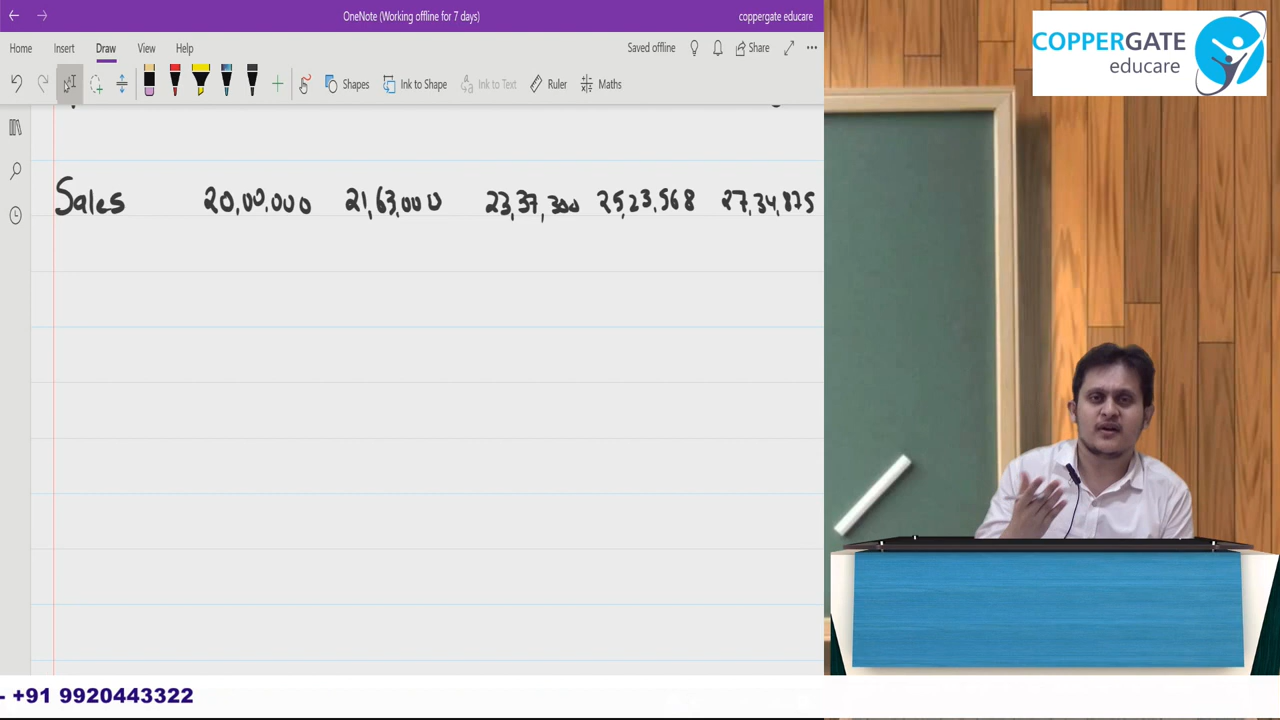 OneNote (Working offline for 7 days)
coppergate educare
Home Insert Draw View Help
Saved offline
Share
Shapes
Ink to Shape
Ink to Text
Ruler
Maths
COPPERGATE
educare
Sales 20,00,000 21,63,000 23,37,300 25,23,568 27,34,875
- +91 9920443322